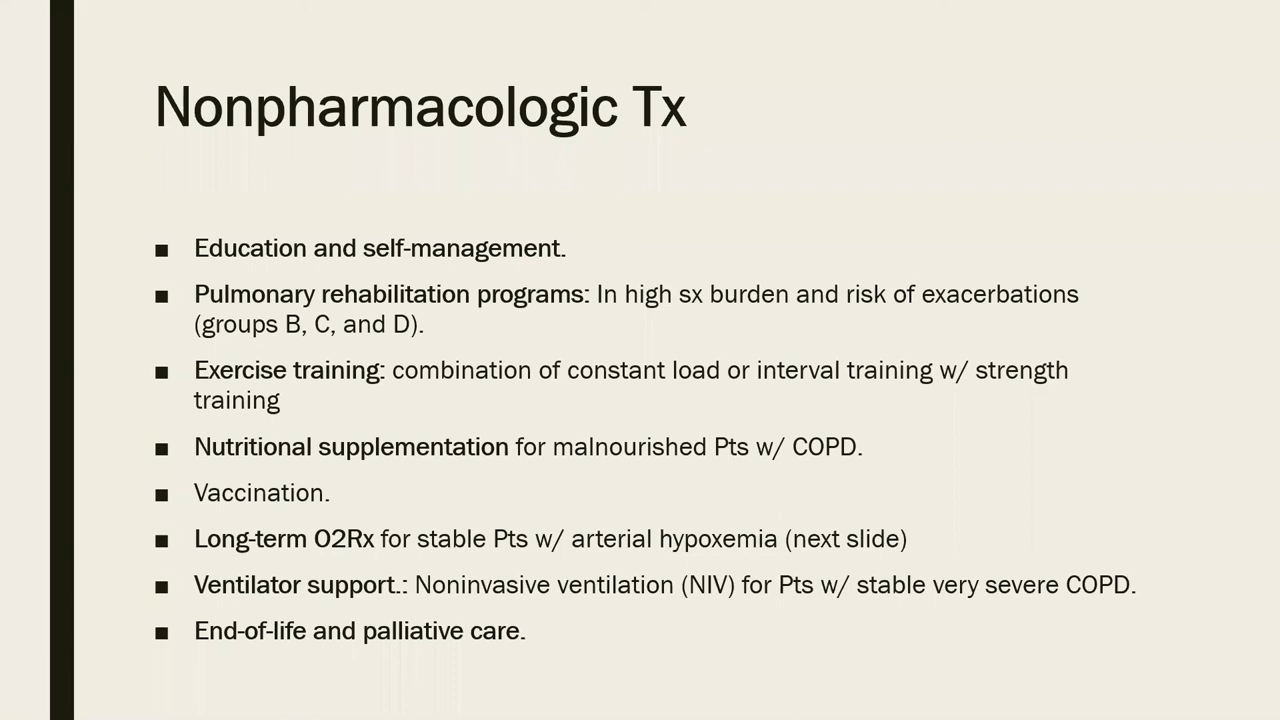 Nonpharmacologic Tx
■ Education and self-management.
■ Pulmonary rehabilitation programs: In high sx burden and risk of exacerbations
(groups B, C, and D).
■ Exercise training: combination of constant load or interval training w/ strength
training
■ Nutritional supplementation for malnourished Pts w/ COPD.
■ Vaccination.
■ Long-term O2Rx for stable Pts w/ arterial hypoxemia (next slide)
■ Ventilator support.: Noninvasive ventilation (NIV) for Pts w/ stable very severe COPD.
■ End-of-life and palliative care.